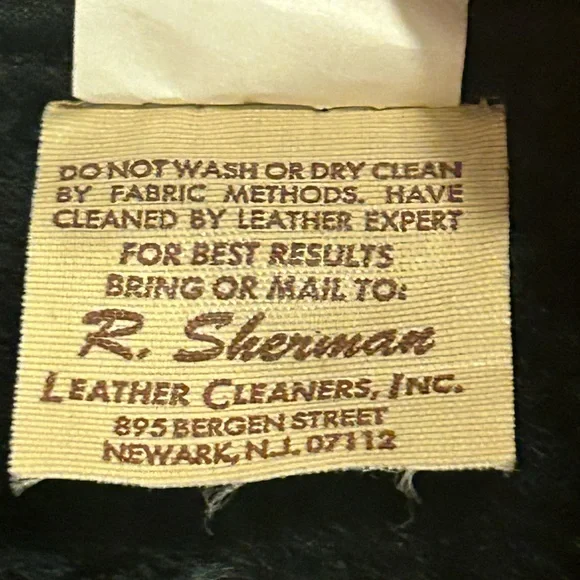 DO NOT WASH OR DRY CLEAN
BY FABRIC METHODS. HAVE
CLEANED BY LEATHER EXPERT
FOR BEST RESULTS
BRING OR MAIL TO:
R. Sherman
LEATHER CLEANERS, INC.
895 BERGEN STREET
NEWARK, N.J. 07112